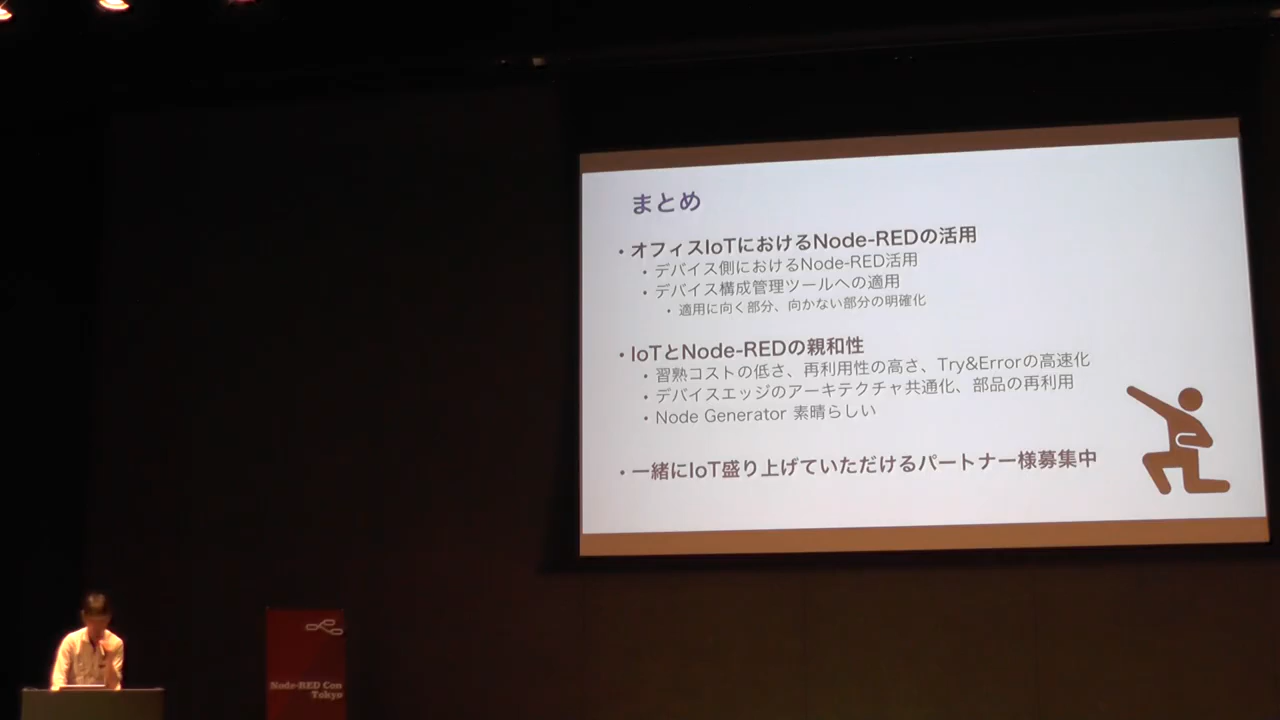 まとめ
・オフィスIoTにおけるNode-REDの活用
・デバイス側におけるNode-RED活用
・デバイス構成管理ツールへの適用
・適用に向く部分、向かない部分の明確化
・IoTとNode-REDの親和性
・習熟コストの低さ、再利用性の高さ、Try&Errorの高速化
・デバイスエッジのアーキテクチャ共通化、部品の再利用
・Node Generator 素晴らしい
・一緒にIoT盛り上げていただけるパートナー様募集中
Node-RED Con
Tokyo